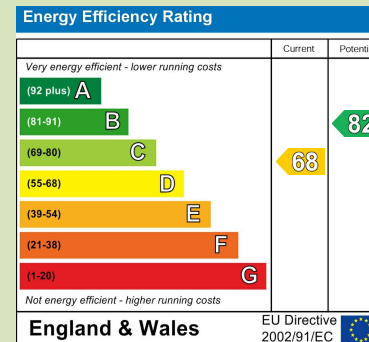 Energy Efficiency Rating
Current Potenti
Very energy efficient - lower running costs
(92 plus) A
(81-91) B
82
(69-80) C
68
(55-68) D
(39-54) E
(21-38) F
(1-20) G
Not energy efficient - higher running costs
England & Wales
EU Directive
2002/91/EC